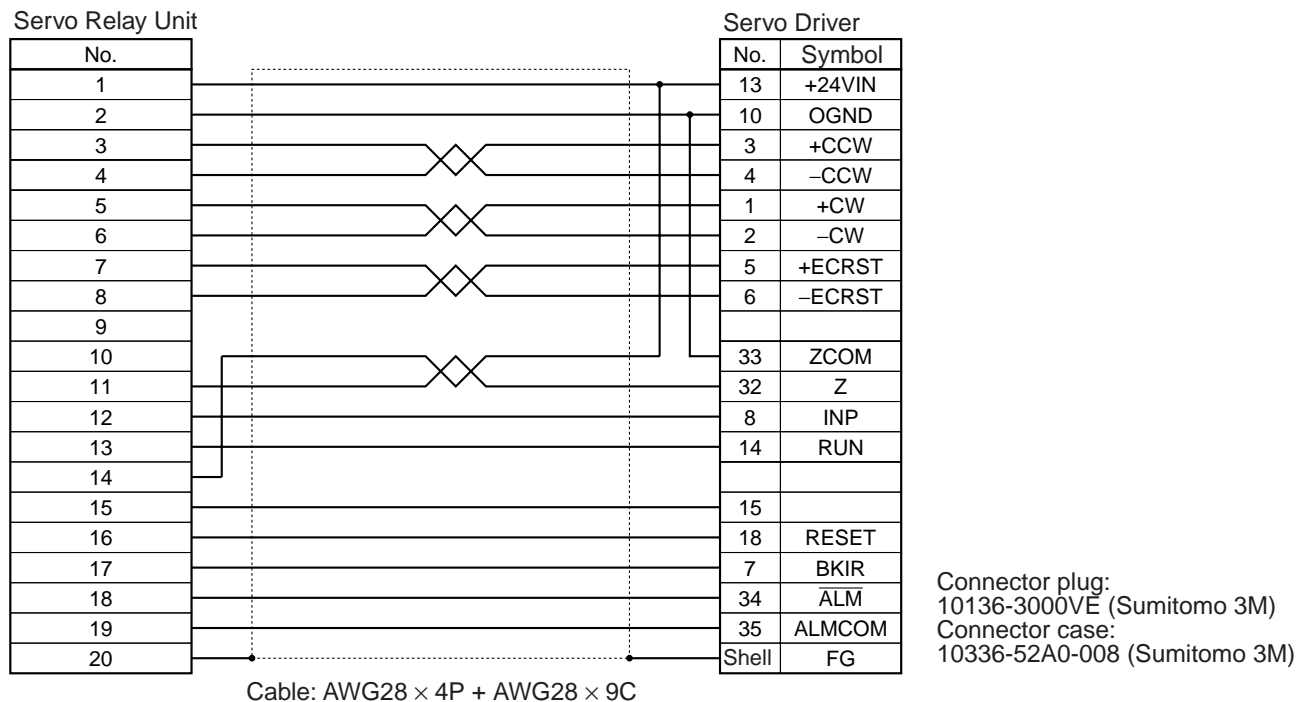 Servo Relay Unit Servo Driver
No. No. Symbol
1 13 +24VIN
2 10 OGND
3 3 +CCW
4 4 −CCW
5 1 +CW
6 2 −CW
7 5 +ECRST
8 6 −ECRST
9
10 33 ZCOM
11 32 Z
12 8 INP
13 14 RUN
14
15 15
16 18 RESET
17 7 BKIR
18 34 A̅L̅M̅
19 35 ALMCOM
20 Shell FG
Connector plug:
10136-3000VE (Sumitomo 3M)
Connector case:
10336-52A0-008 (Sumitomo 3M)
Cable: AWG28 × 4P + AWG28 × 9C